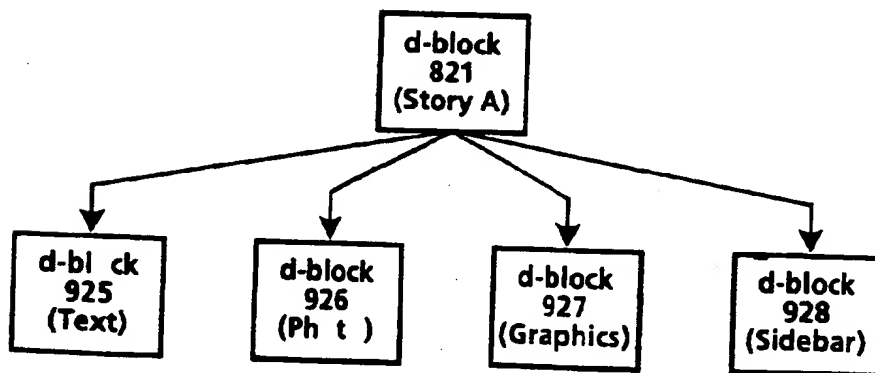 d-block
821
(Story A)
d-bl ck
925
(Text)
d-block
926
(Ph t )
d-block
927
(Graphics)
d-block
928
(Sidebar)